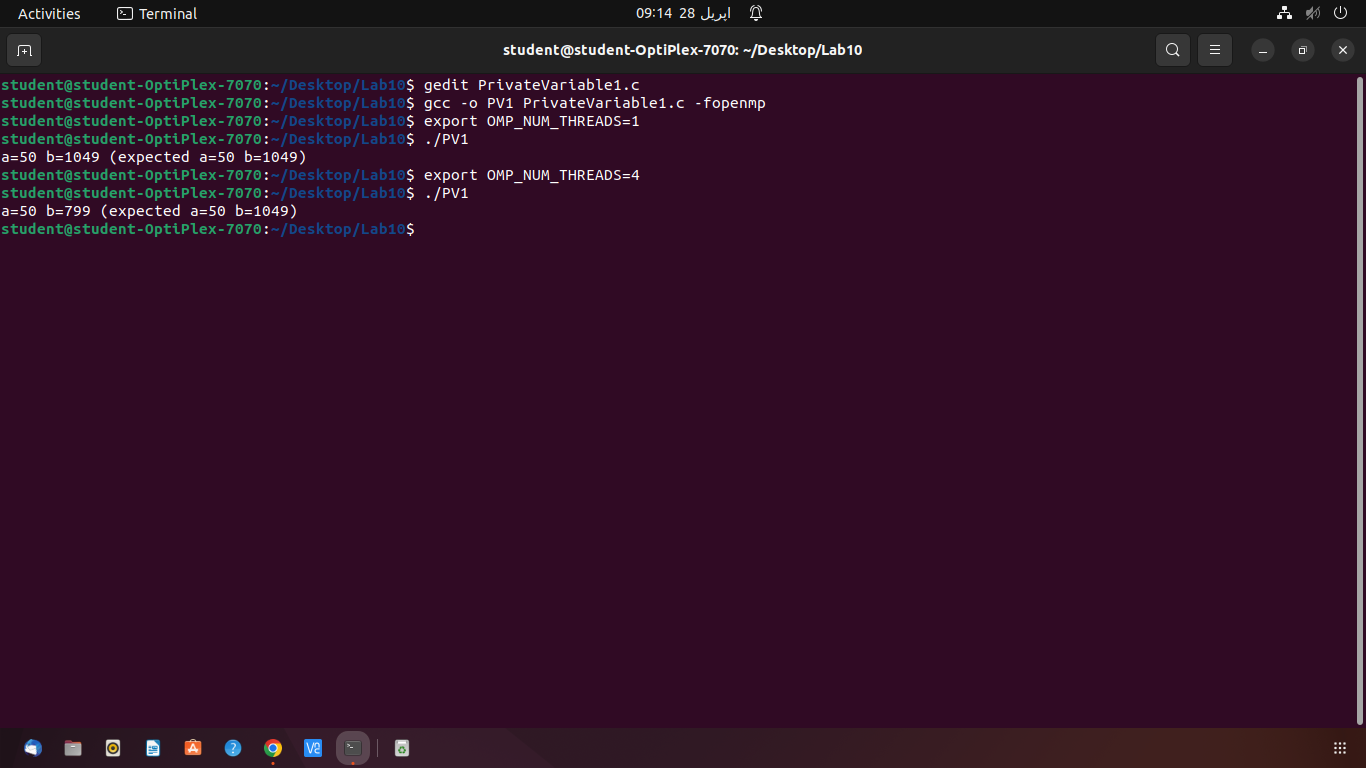 Activities
Terminal
09:14 28 اپریل
student@student-OptiPlex-7070: ~/Desktop/Lab10
student@student-OptiPlex-7070:~/Desktop/Lab10$ gedit PrivateVariable1.c
student@student-OptiPlex-7070:~/Desktop/Lab10$ gcc -o PV1 PrivateVariable1.c -fopenmp
student@student-OptiPlex-7070:~/Desktop/Lab10$ export OMP_NUM_THREADS=1
student@student-OptiPlex-7070:~/Desktop/Lab10$ ./PV1
a=50 b=1049 (expected a=50 b=1049)
student@student-OptiPlex-7070:~/Desktop/Lab10$ export OMP_NUM_THREADS=4
student@student-OptiPlex-7070:~/Desktop/Lab10$ ./PV1
a=50 b=799 (expected a=50 b=1049)
student@student-OptiPlex-7070:~/Desktop/Lab10$